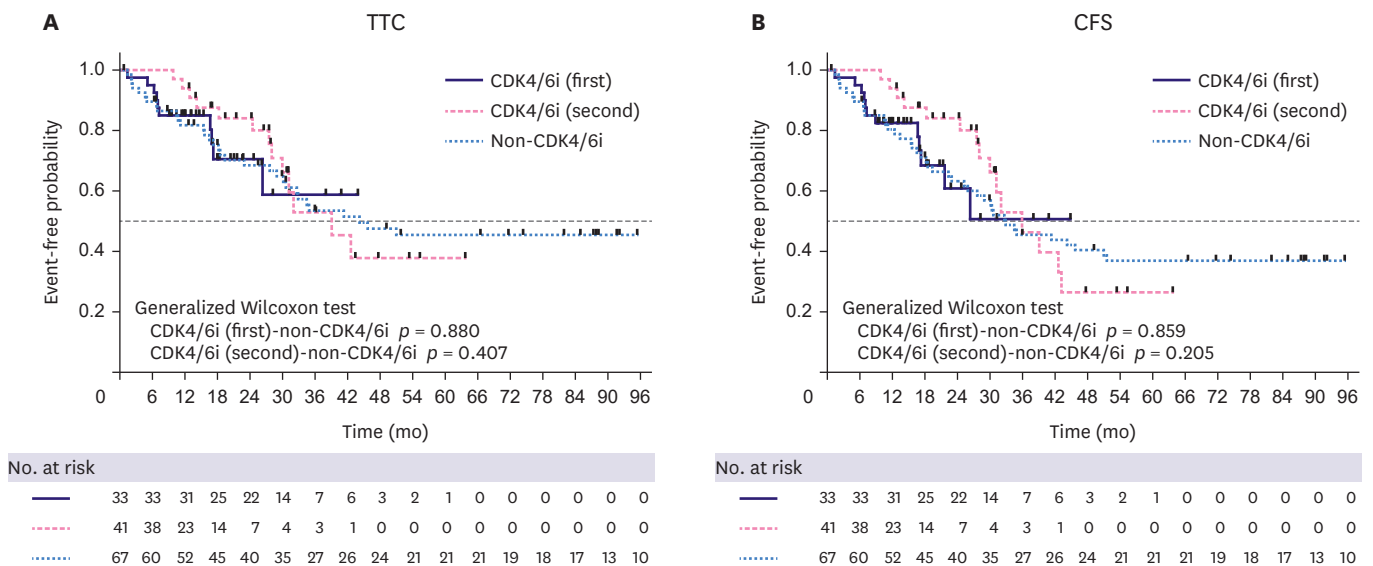 A TTC
1.0
0.8
0.6
0.4
0.2
Event-free probability
CDK4/6i (first)
CDK4/6i (second)
Non-CDK4/6i
Generalized Wilcoxon test
CDK4/6i (first)-non-CDK4/6i p = 0.880
CDK4/6i (second)-non-CDK4/6i p = 0.407
0 6 12 18 24 30 36 42 48 54 60 66 72 78 84 90 96
Time (mo)
No. at risk
33 33 31 25 22 14 7 6 3 2 1 0 0 0 0 0 0
41 38 23 14 7 4 3 1 0 0 0 0 0 0 0 0 0
67 60 52 45 40 35 27 26 24 21 21 21 19 18 17 13 10
B CFS
1.0
0.8
0.6
0.4
0.2
Event-free probability
CDK4/6i (first)
CDK4/6i (second)
Non-CDK4/6i
Generalized Wilcoxon test
CDK4/6i (first)-non-CDK4/6i p = 0.859
CDK4/6i (second)-non-CDK4/6i p = 0.205
0 6 12 18 24 30 36 42 48 54 60 66 72 78 84 90 96
Time (mo)
No. at risk
33 33 31 25 22 14 7 6 3 2 1 0 0 0 0 0 0
41 38 23 14 7 4 3 1 0 0 0 0 0 0 0 0 0
67 60 52 45 40 35 27 26 24 21 21 21 19 18 17 13 10